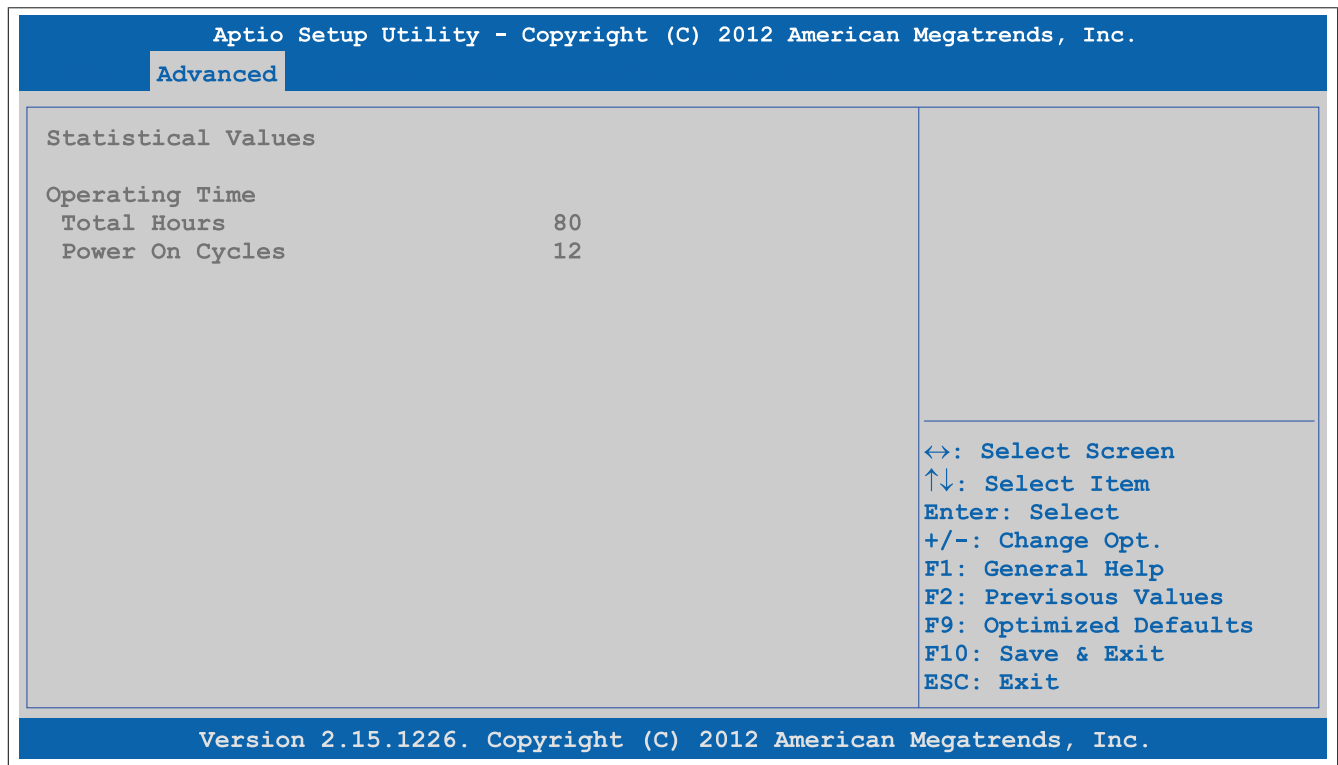 Aptio Setup Utility - Copyright (C) 2012 American Megatrends, Inc.
Advanced
Statistical Values
Operating Time
Total Hours 80
Power On Cycles 12
↔: Select Screen
↑↓: Select Item
Enter: Select
+/-: Change Opt.
F1: General Help
F2: Previsous Values
F9: Optimized Defaults
F10: Save & Exit
ESC: Exit
Version 2.15.1226. Copyright (C) 2012 American Megatrends, Inc.